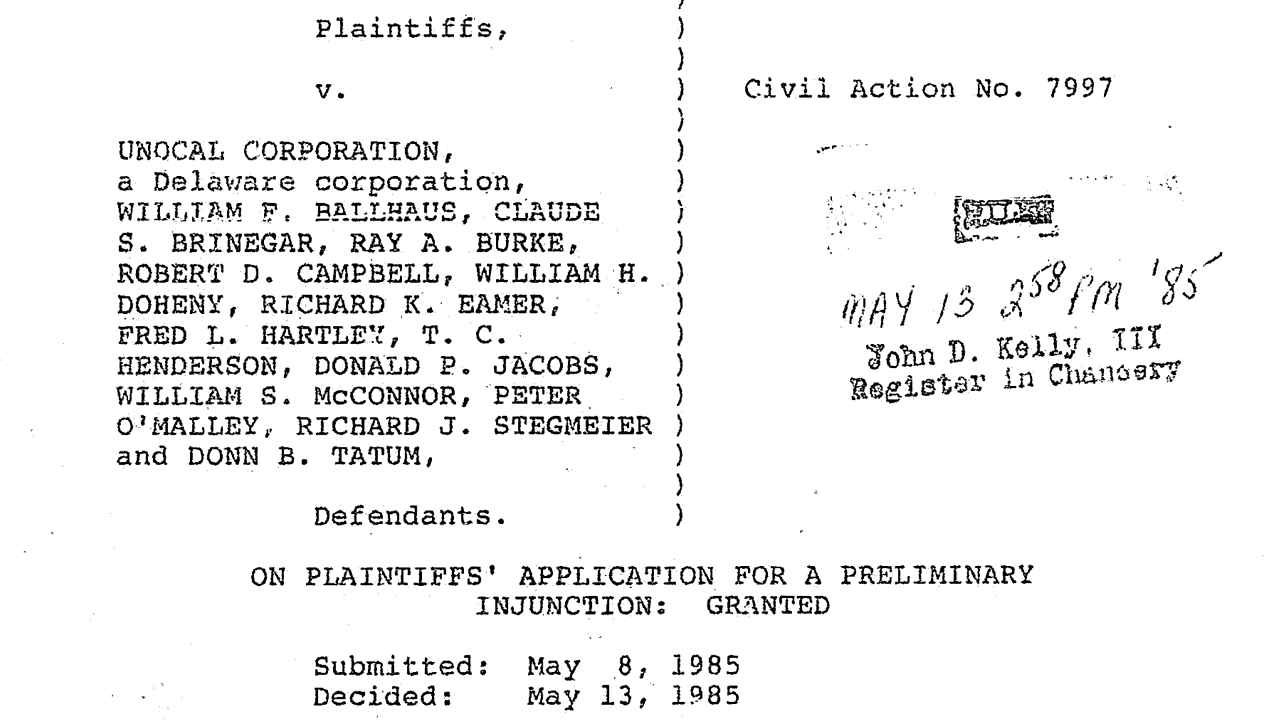 Plaintiffs, )
)
v. ) Civil Action No. 7997
)
UNOCAL CORPORATION, )
a Delaware corporation, )
WILLIAM F. BALLHAUS, CLAUDE )
S. BRINEGAR, RAY A. BURKE, )
ROBERT D. CAMPBELL, WILLIAM H. )
DOHENY, RICHARD K. EAMER, )
FRED L. HARTLEY, T. C. )
HENDERSON, DONALD P. JACOBS, )
WILLIAM S. McCONNOR, PETER )
O'MALLEY, RICHARD J. STEGMEIER )
and DONN B. TATUM, )
)
Defendants. )
FILED
MAY 13 2 58 PM '85
John D. Kelly, III
Register in Chancery
ON PLAINTIFFS' APPLICATION FOR A PRELIMINARY
INJUNCTION: GRANTED
Submitted: May 8, 1985
Decided: May 13, 1985